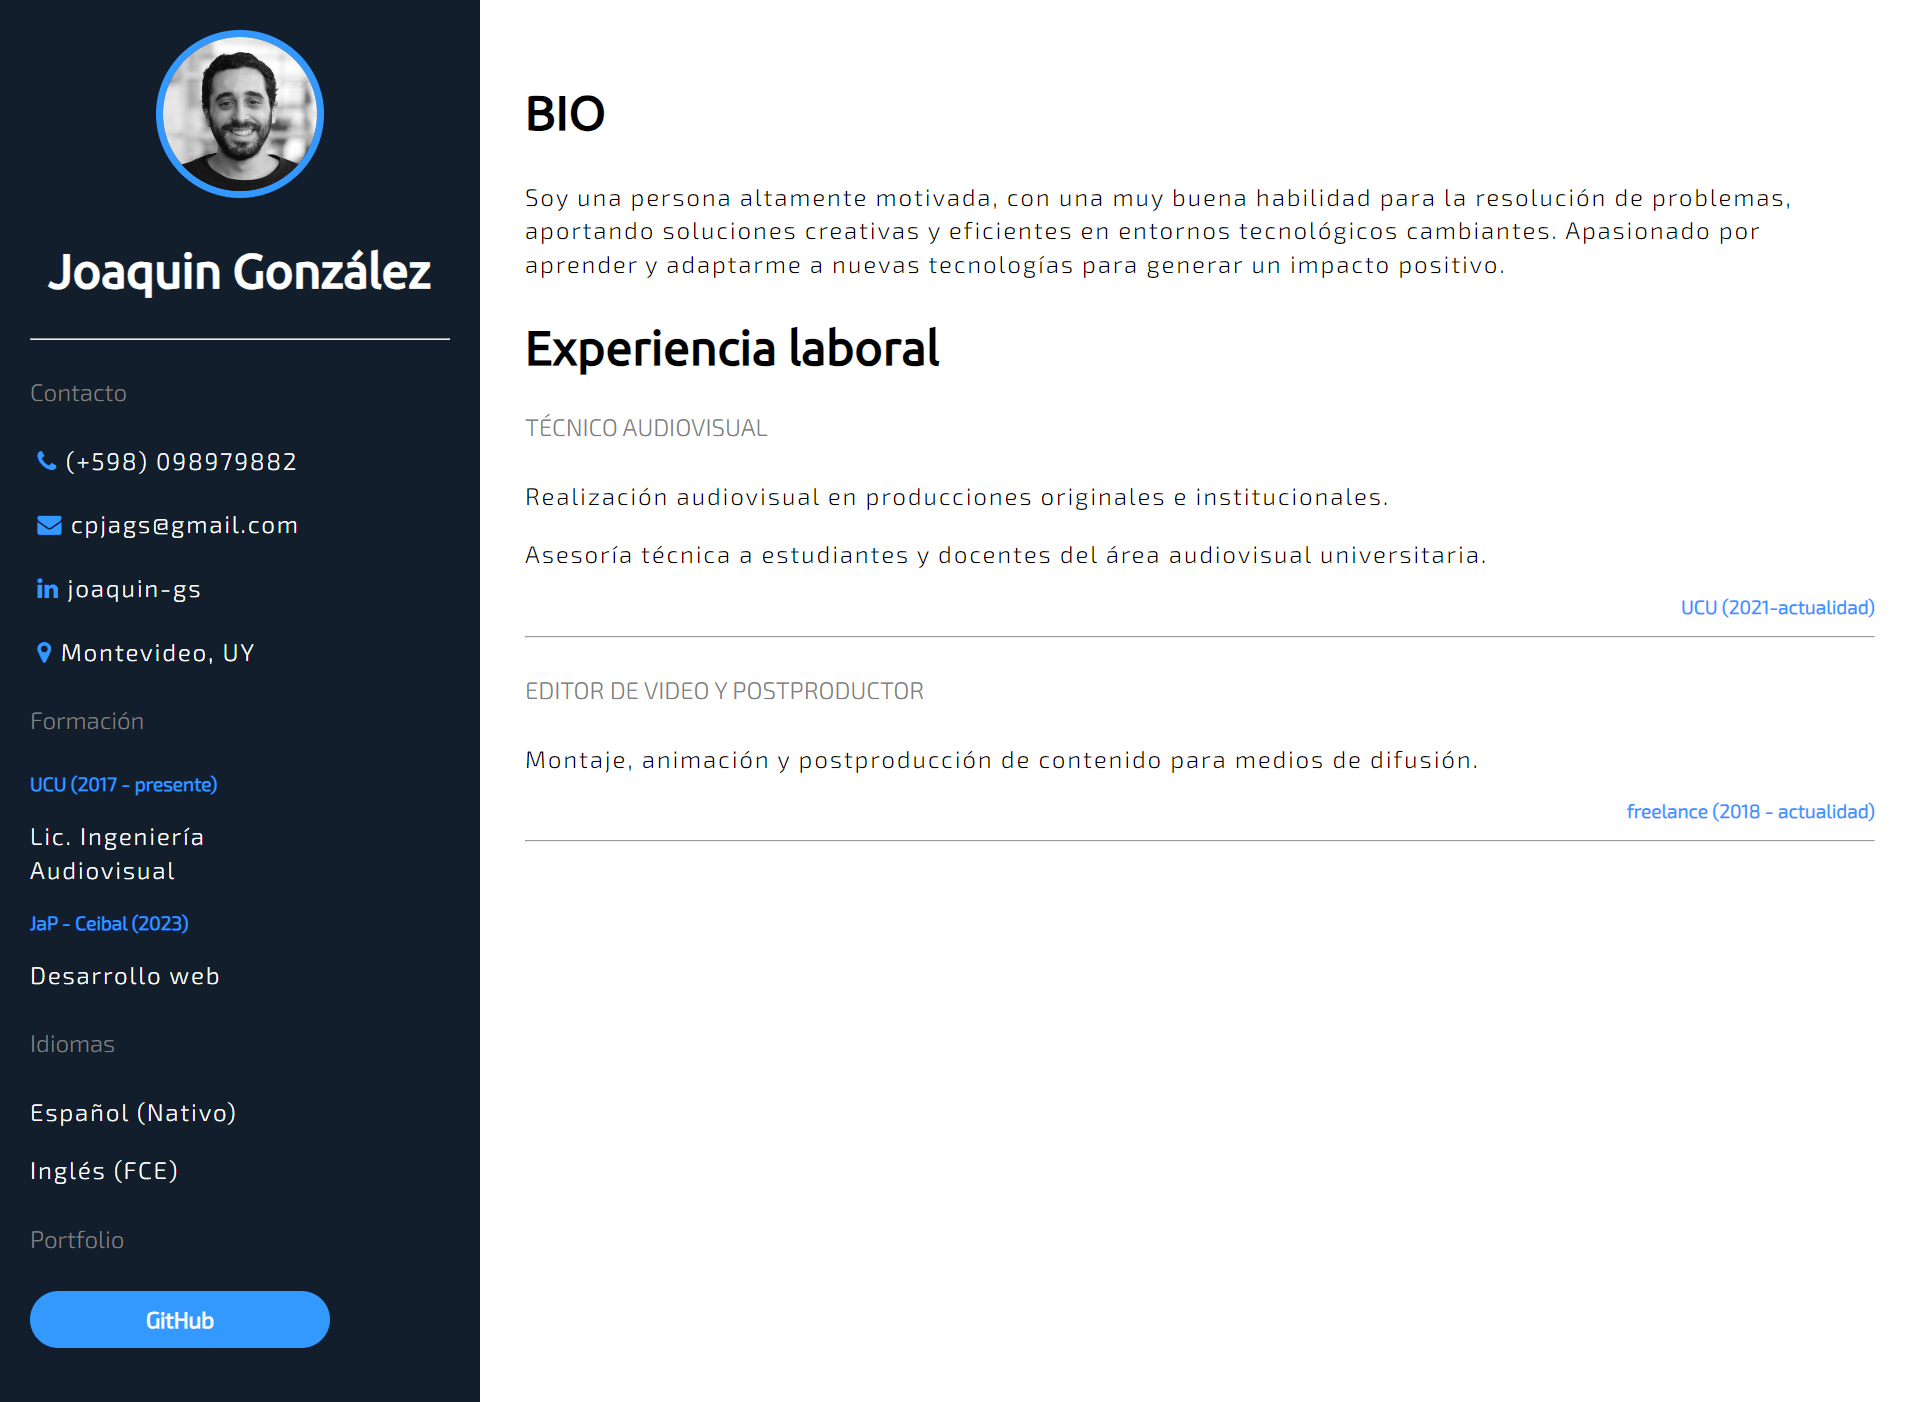 Joaquin González
Contacto
(+598) 098979882
cpjags@gmail.com
in joaquin-gs
Montevideo, UY
Formación
UCU (2017 - presente)
Lic. Ingeniería
Audiovisual
JaP - Ceibal (2023)
Desarrollo web
Idiomas
Español (Nativo)
Inglés (FCE)
Portfolio
GitHub
BIO
Soy una persona altamente motivada, con una muy buena habilidad para la resolución de problemas,
aportando soluciones creativas y eficientes en entornos tecnológicos cambiantes. Apasionado por
aprender y adaptarme a nuevas tecnologías para generar un impacto positivo.
Experiencia laboral
TÉCNICO AUDIOVISUAL
Realización audiovisual en producciones originales e institucionales.
Asesoría técnica a estudiantes y docentes del área audiovisual universitaria.
UCU (2021-actualidad)
EDITOR DE VIDEO Y POSTPRODUCTOR
Montaje, animación y postproducción de contenido para medios de difusión.
freelance (2018 - actualidad)